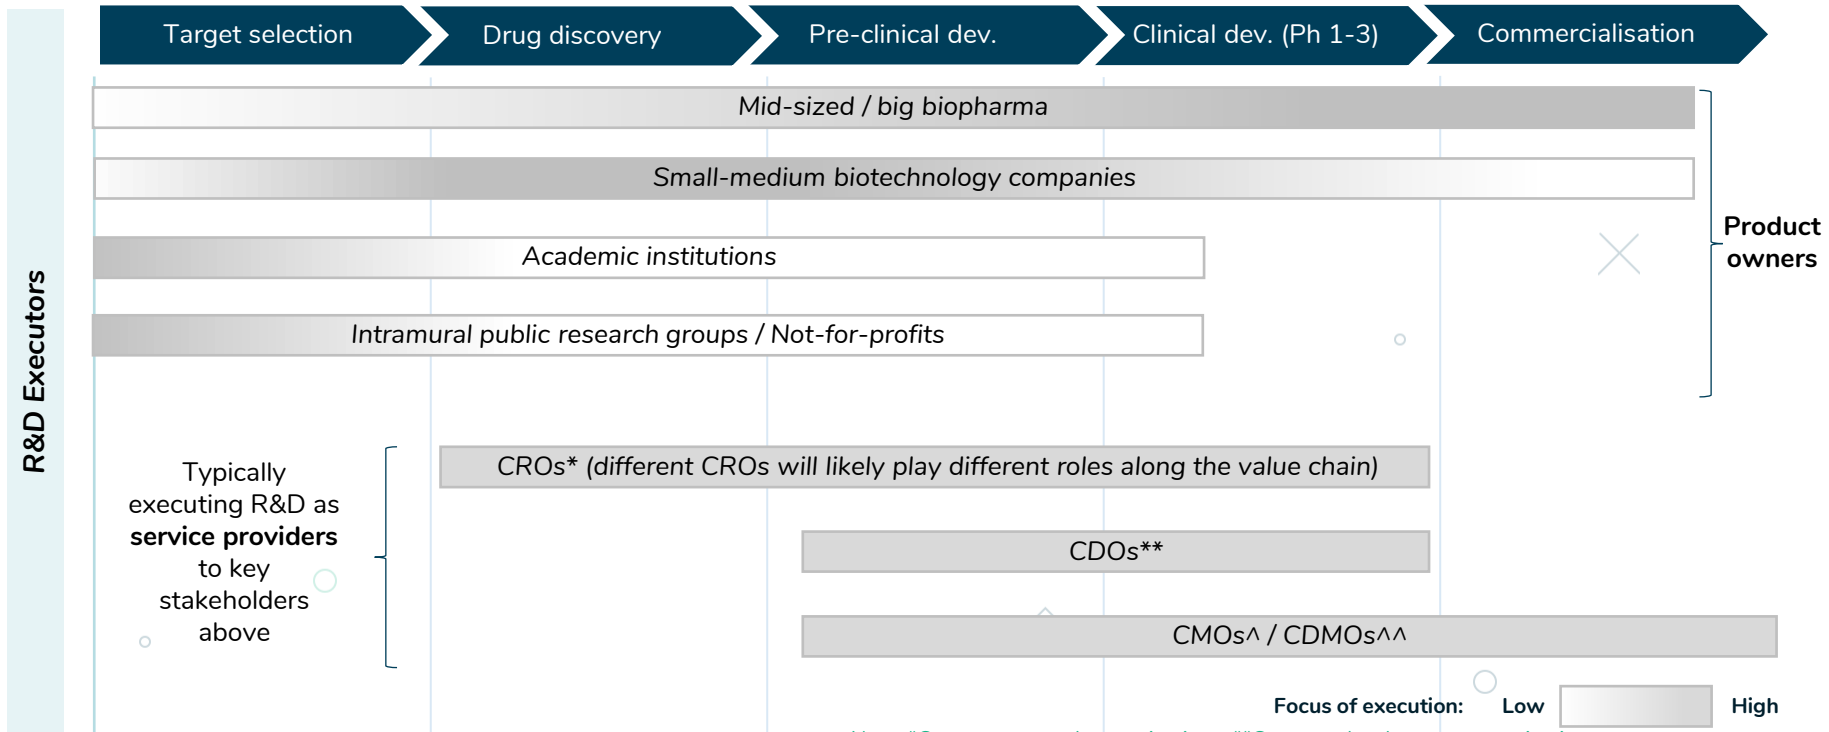 Target selection
Drug discovery
Pre-clinical dev.
Clinical dev. (Ph 1-3)
Commercialisation
R&D Executors
Mid-sized / big biopharma
Small-medium biotechnology companies
Academic institutions
Intramural public research groups / Not-for-profits
Product
owners
Typically
executing R&D as
service providers
to key
stakeholders
above
CROs* (different CROs will likely play different roles along the value chain)
CDOs**
CMOs^ / CDMOs^^
Focus of execution: Low High